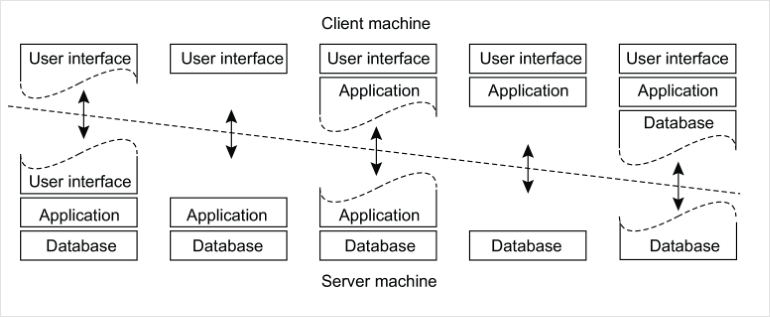 Client machine
User interface User interface User interface User interface User interface
Application Application Application
Database
User interface
Application Application Application
Database Database Database Database Database
Server machine